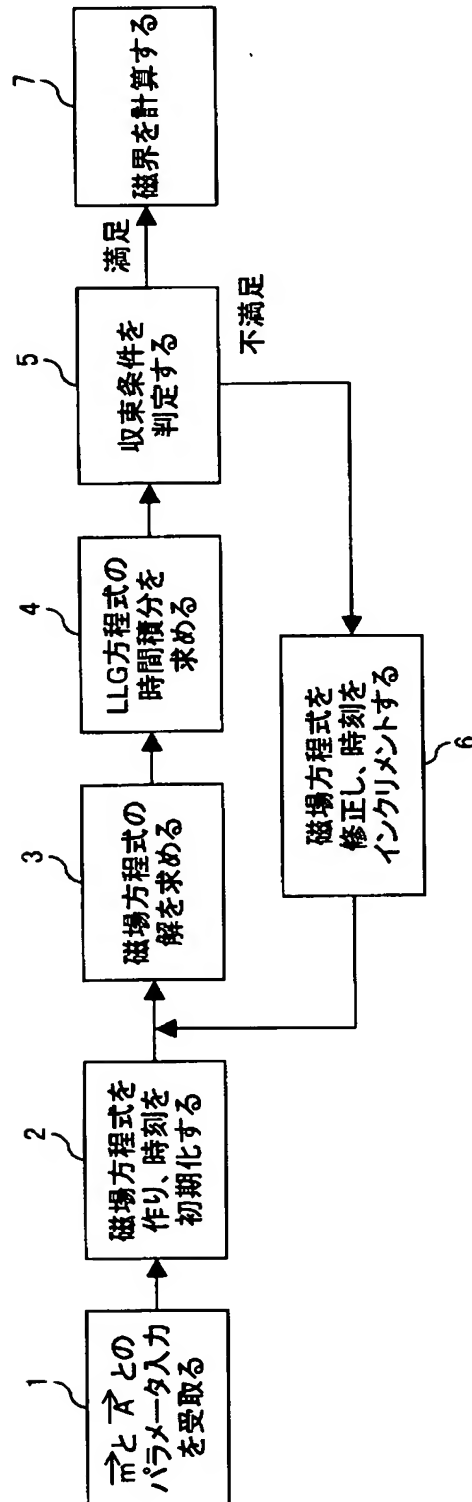 1
m⃗ と A⃗ との
パラメータ入力
を受取る
2
磁場方程式を
作り、時刻を
初期化する
3
磁場方程式の
解を求める
4
LLG方程式の
時間積分を
求める
5
収束条件を
判定する
満足
不満足
6
磁場方程式を
修正し、時刻を
インクリメントする
7
磁界を計算する